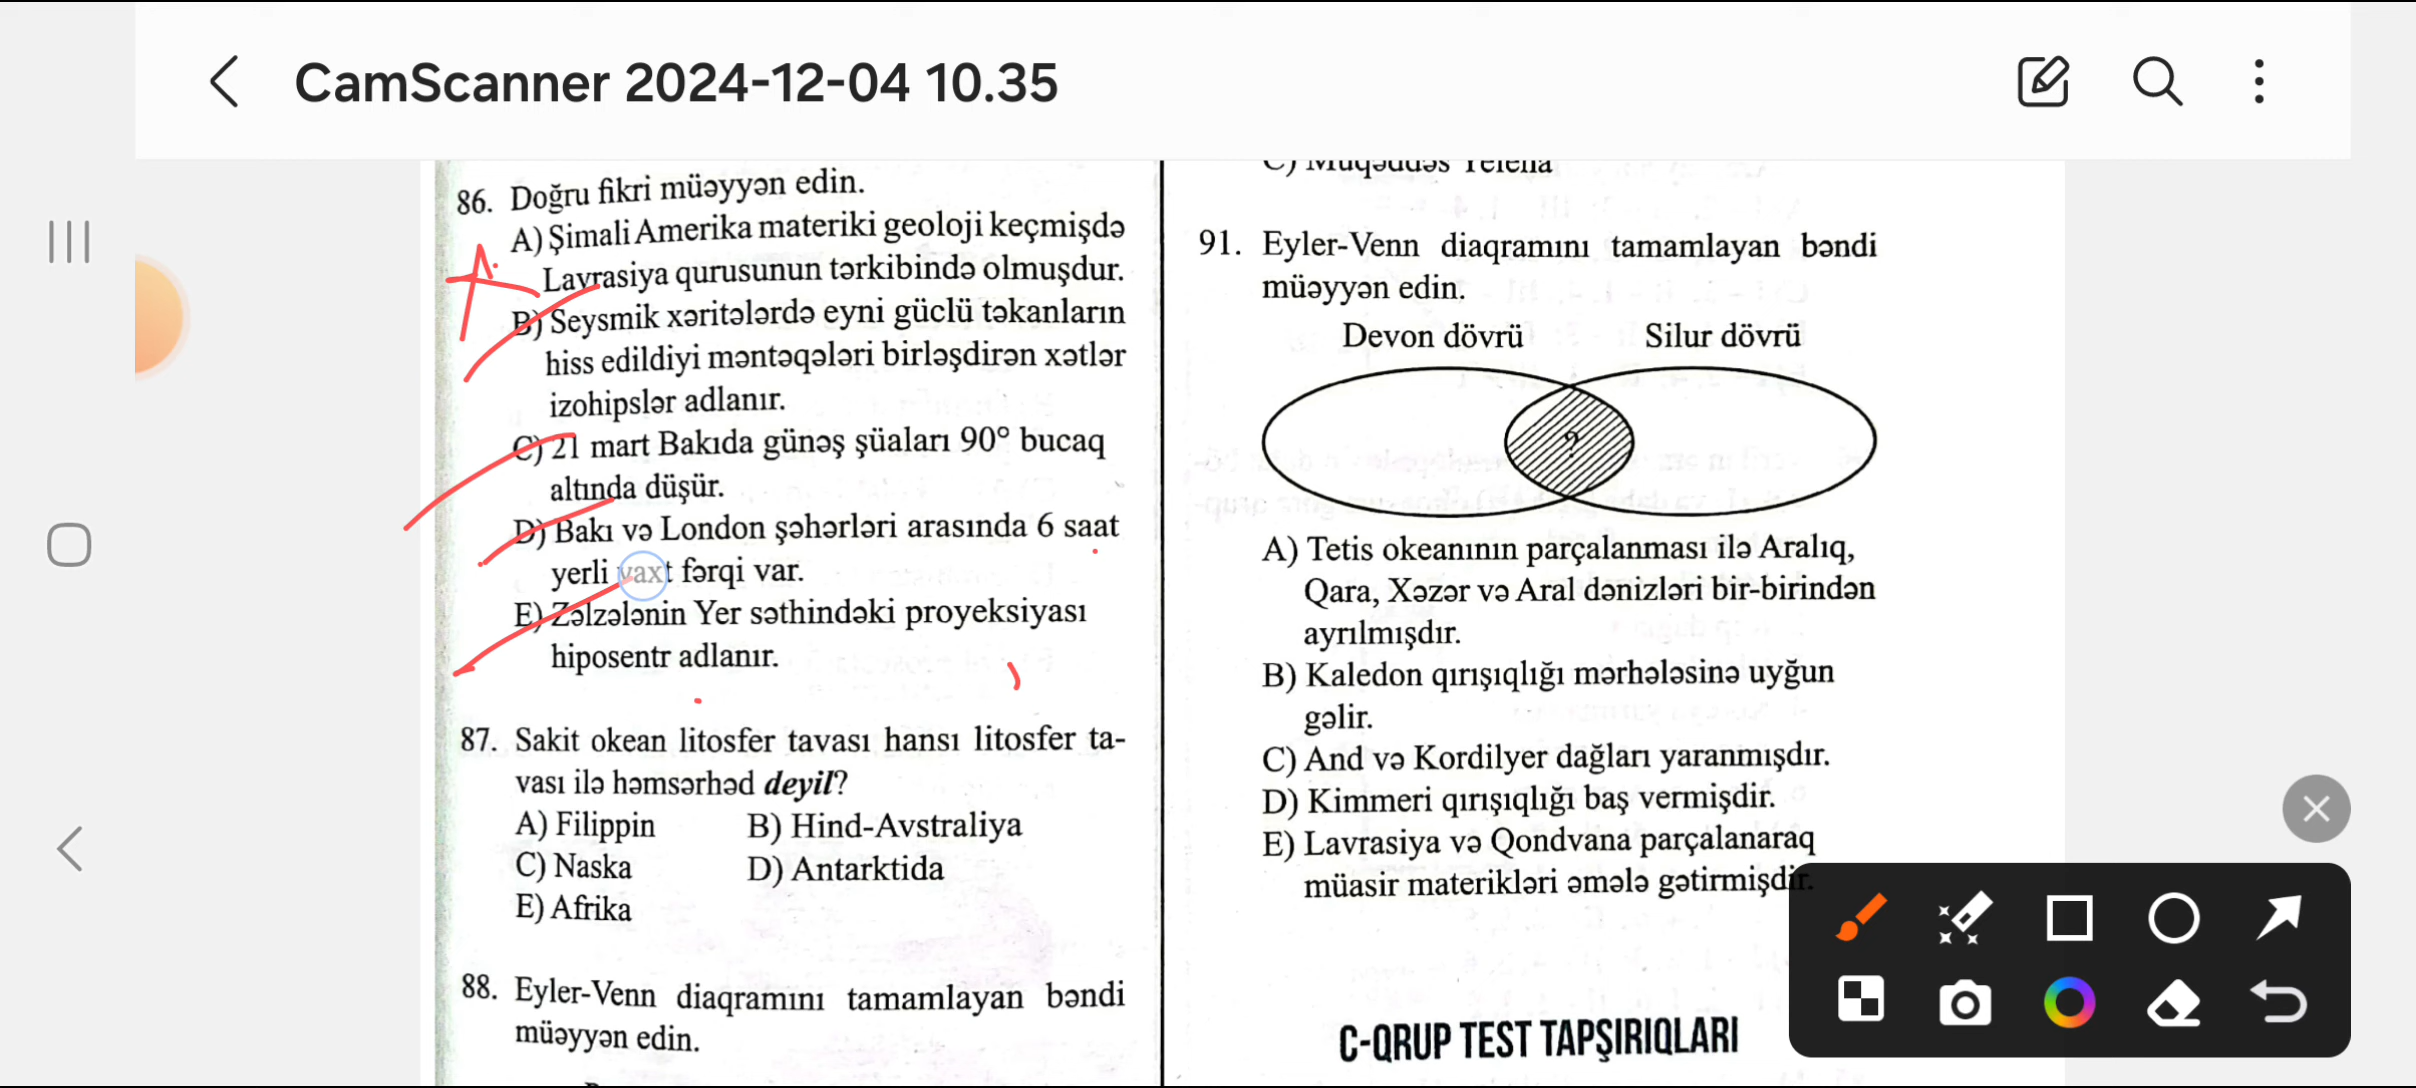 CamScanner 2024-12-04 10.35
86. Doğru fikri müəyyən edin.
A) Şimali Amerika materiki geoloji keçmişdə
Lavrasiya qurusunun tərkibində olmuşdur.
B) Seysmik xəritələrdə eyni güclü təkanların
hiss edildiyi məntəqələri birləşdirən xətlər
izohipslər adlanır.
C) 21 mart Bakıda günəş şüaları 90° bucaq
altında düşür.
D) Bakı və London şəhərləri arasında 6 saat
yerli vaxt fərqi var.
E) Zəlzələnin Yer səthindəki proyeksiyası
hiposentr adlanır.
87. Sakit okean litosfer tavası hansı litosfer ta-
vası ilə həmsərhəd deyil?
A) Filippin B) Hind-Avstraliya
C) Naska D) Antarktida
E) Afrika
88. Eyler-Venn diaqramını tamamlayan bəndi
müəyyən edin.
C) Müqəddəs Yelena
91. Eyler-Venn diaqramını tamamlayan bəndi
müəyyən edin.
Devon dövrü Silur dövrü
?
A) Tetis okeanının parçalanması ilə Aralıq,
Qara, Xəzər və Aral dənizləri bir-birindən
ayrılmışdır.
B) Kaledon qırışıqlığı mərhələsinə uyğun
gəlir.
C) And və Kordilyer dağları yaranmışdır.
D) Kimmeri qırışıqlığı baş vermişdir.
E) Lavrasiya və Qondvana parçalanaraq
müasir materikləri əmələ gətirmişdir.
C-QRUP TEST TAPŞIRIQLARI